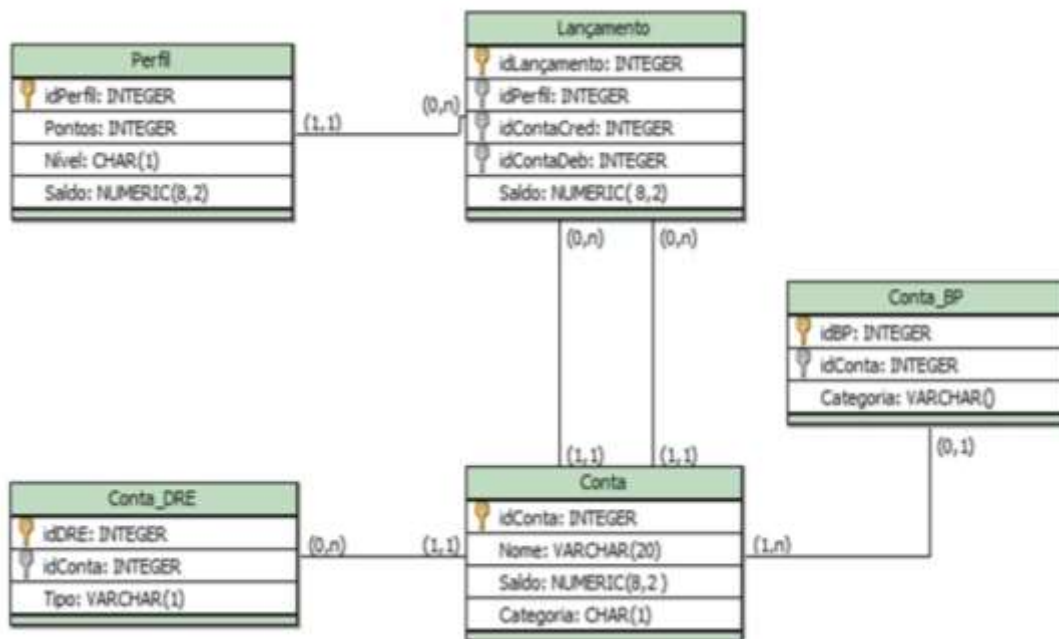 Perfil
idPerfil: INTEGER
Pontos: INTEGER
Nível: CHAR(1)
Saldo: NUMERIC(8,2)
(1,1)
(0,n)
Lançamento
idLançamento: INTEGER
idPerfil: INTEGER
idContaCred: INTEGER
idContaDeb: INTEGER
Saldo: NUMERIC( 8,2)
(0,n)
(0,n)
Conta_BP
idBP: INTEGER
idConta: INTEGER
Categoria: VARCHAR()
(0,1)
(1,1)
(1,1)
Conta_DRE
idDRE: INTEGER
idConta: INTEGER
Tipo: VARCHAR(1)
(0,n)
(1,1)
Conta
idConta: INTEGER
Nome: VARCHAR(20)
Saldo: NUMERIC(8,2 )
Categoria: CHAR(1)
(1,n)